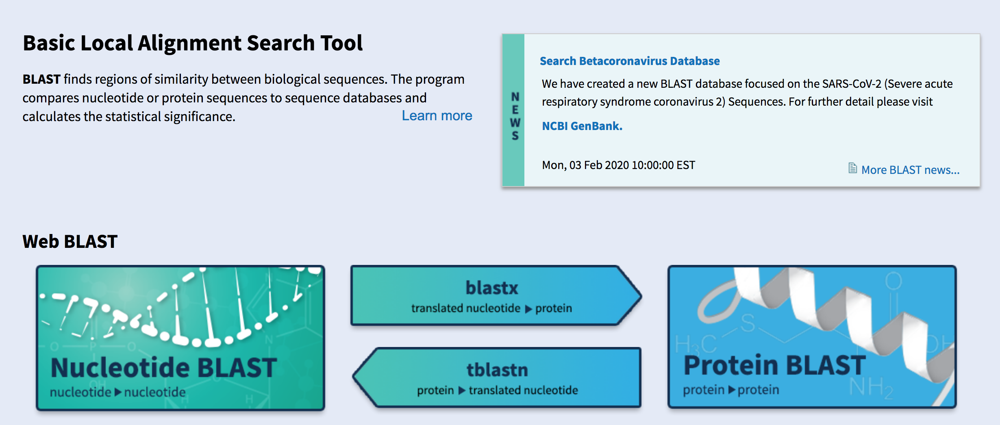 Basic Local Alignment Search Tool
BLAST finds regions of similarity between biological sequences. The program
compares nucleotide or protein sequences to sequence databases and
calculates the statistical significance.
Learn more
NEWS
Search Betacoronavirus Database
We have created a new BLAST database focused on the SARS-CoV-2 (Severe acute
respiratory syndrome coronavirus 2) Sequences. For further detail please visit
NCBI GenBank.
Mon, 03 Feb 2020 10:00:00 EST
More BLAST news...
Web BLAST
Nucleotide BLAST
nucleotide ▶ nucleotide
blastx
translated nucleotide ▶ protein
tblastn
protein ▶ translated nucleotide
O
S
H₃C
OH
NH₂
Protein BLAST
protein ▶ protein
N
N
O
P
O
OH
O
H
H